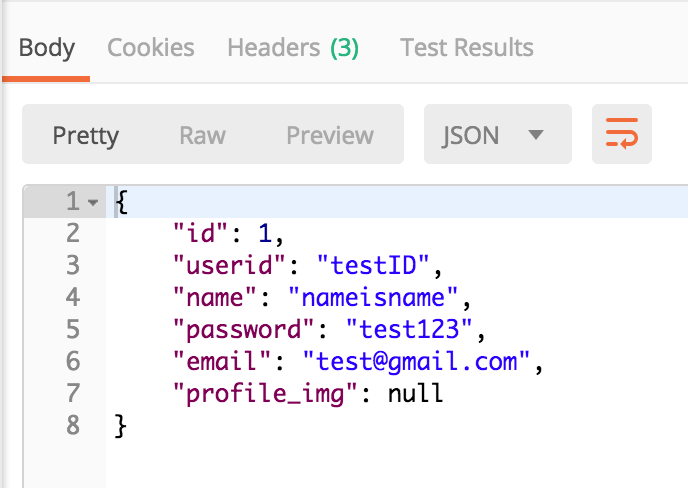 Body Cookies Headers (3) Test Results
Pretty Raw Preview JSON
1 {
2 "id": 1,
3 "userid": "testID",
4 "name": "nameisname",
5 "password": "test123",
6 "email": "test@gmail.com",
7 "profile_img": null
8 }